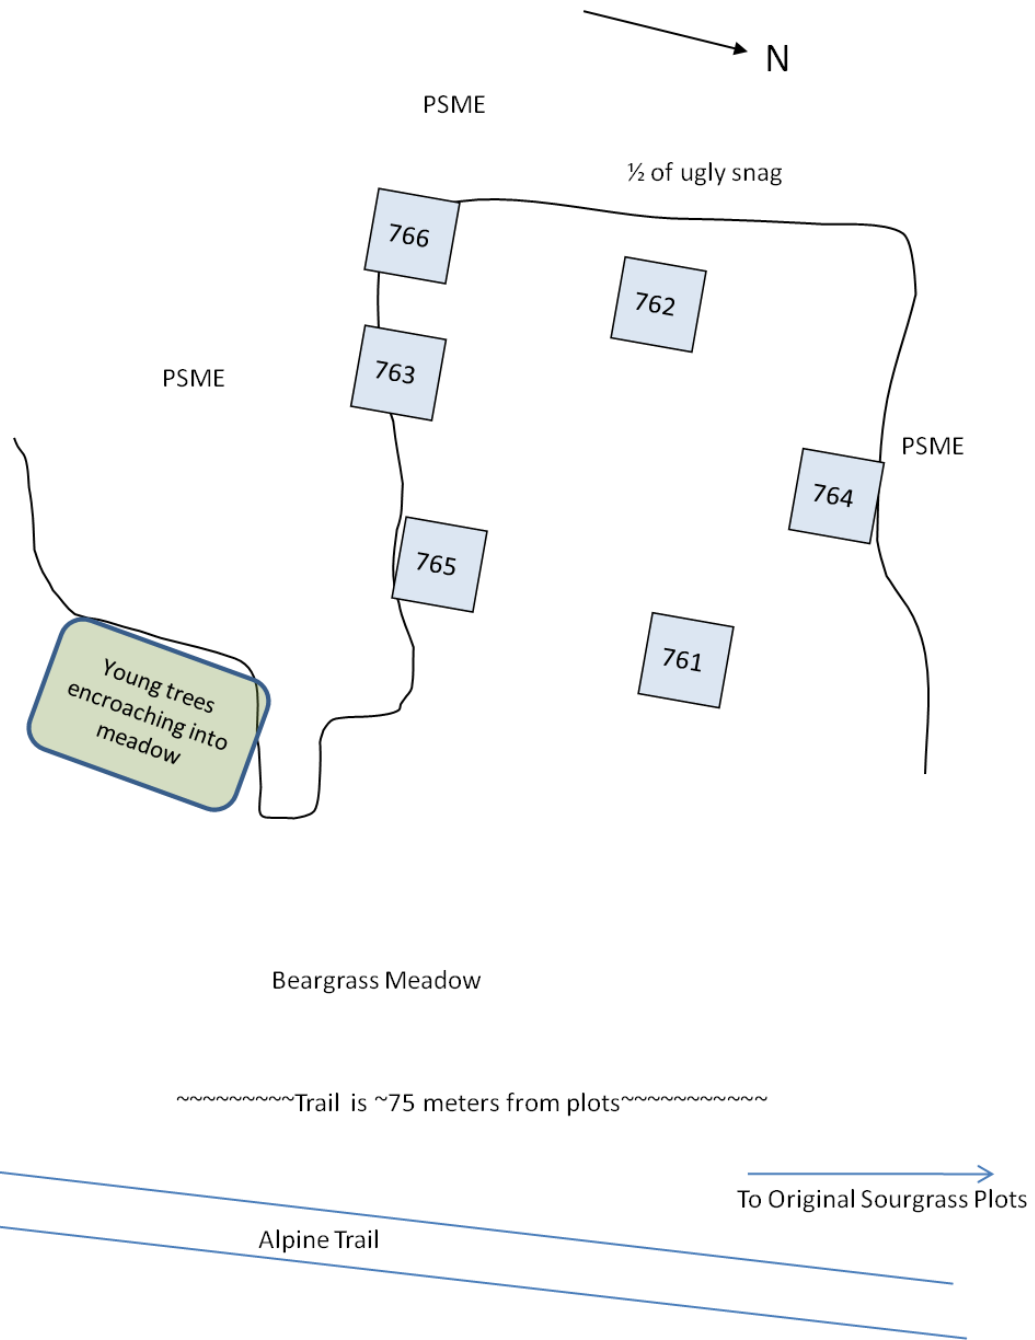 N
PSME
½ of ugly snag
766
762
763
PSME
PSME
764
765
761
Young trees
encroaching into
meadow
Beargrass Meadow
~~~~~~~~~Trail is ~75 meters from plots~~~~~~~~~~~
To Original Sourgrass Plots
Alpine Trail